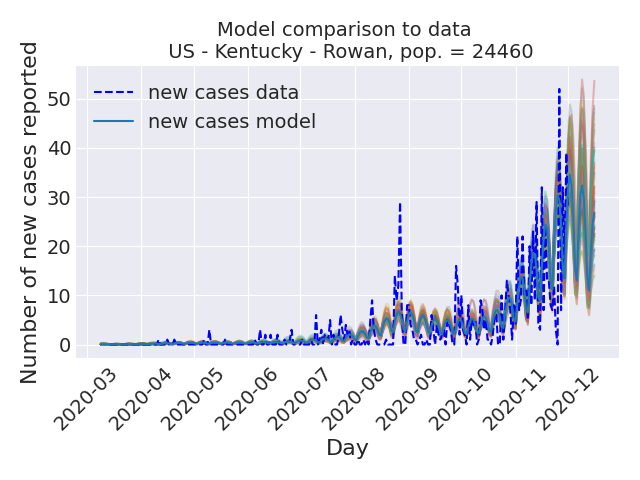 Model comparison to data
US - Kentucky - Rowan, pop. = 24460
new cases data
new cases model
Number of new cases reported
50
40
30
20
10
0
2020-03
2020-04
2020-05
2020-06
2020-07
2020-08
2020-09
2020-10
2020-11
2020-12
Day